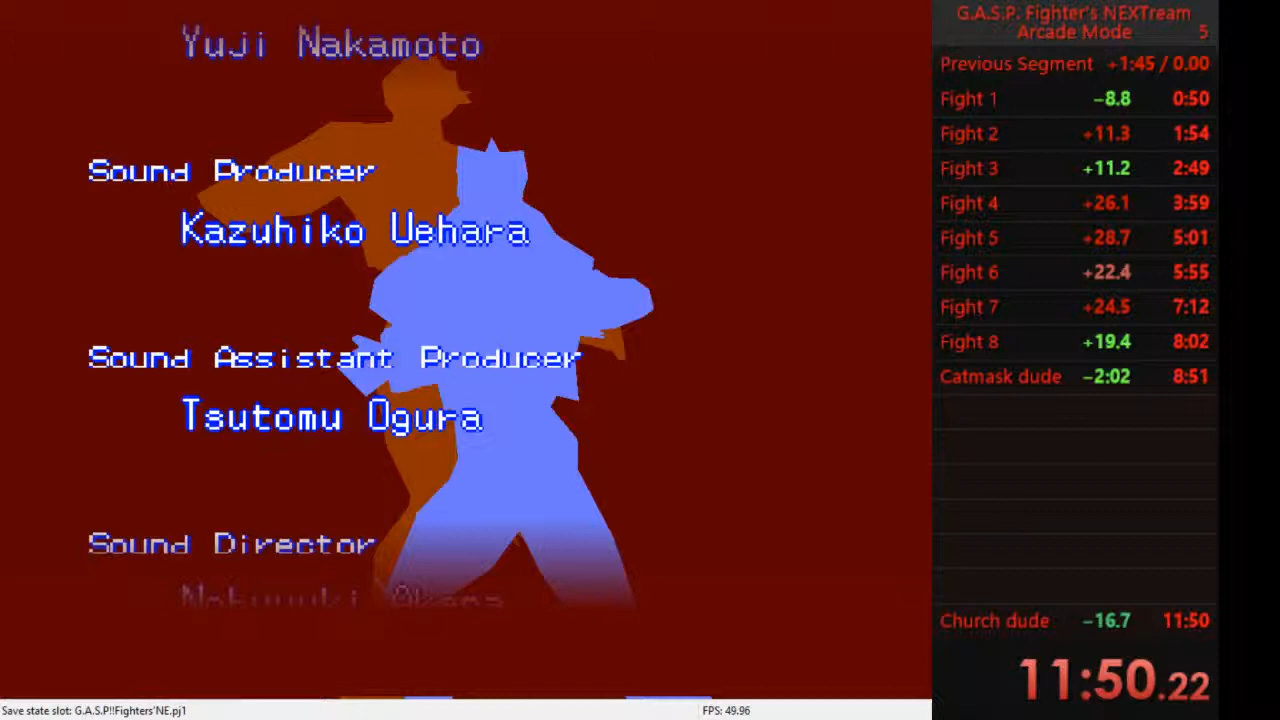 Yuji Nakamoto
Sound Producer
Kazuhiko Uehara
Sound Assistant Producer
Tsutomu Ogura
Sound Director
G.A.S.P. Fighter's NEXTream
Arcade Mode 5
Previous Segment +1:45 / 0.00
Fight 1 −8.8 0:50
Fight 2 +11.3 1:54
Fight 3 +11.2 2:49
Fight 4 +26.1 3:59
Fight 5 +28.7 5:01
Fight 6 +22.4 5:55
Fight 7 +24.5 7:12
Fight 8 +19.4 8:02
Catmask dude −2:02 8:51
Church dude −16.7 11:50
11:50.22
Save state slot: G.A.S.P!!Fighters'NE.pj1 FPS: 49.96